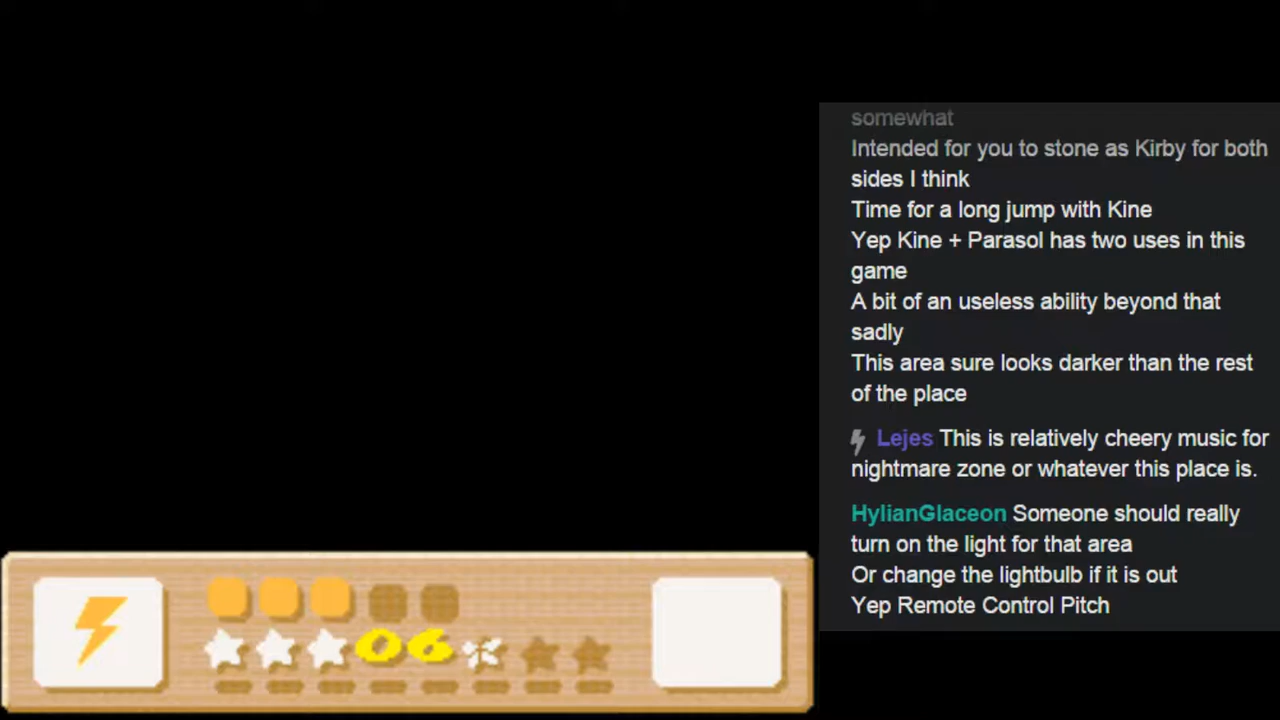 somewhat
Intended for you to stone as Kirby for both
sides I think
Time for a long jump with Kine
Yep Kine + Parasol has two uses in this
game
A bit of an useless ability beyond that
sadly
This area sure looks darker than the rest
of the place
Lejes This is relatively cheery music for
nightmare zone or whatever this place is.
HylianGlaceon Someone should really
turn on the light for that area
Or change the lightbulb if it is out
Yep Remote Control Pitch
06